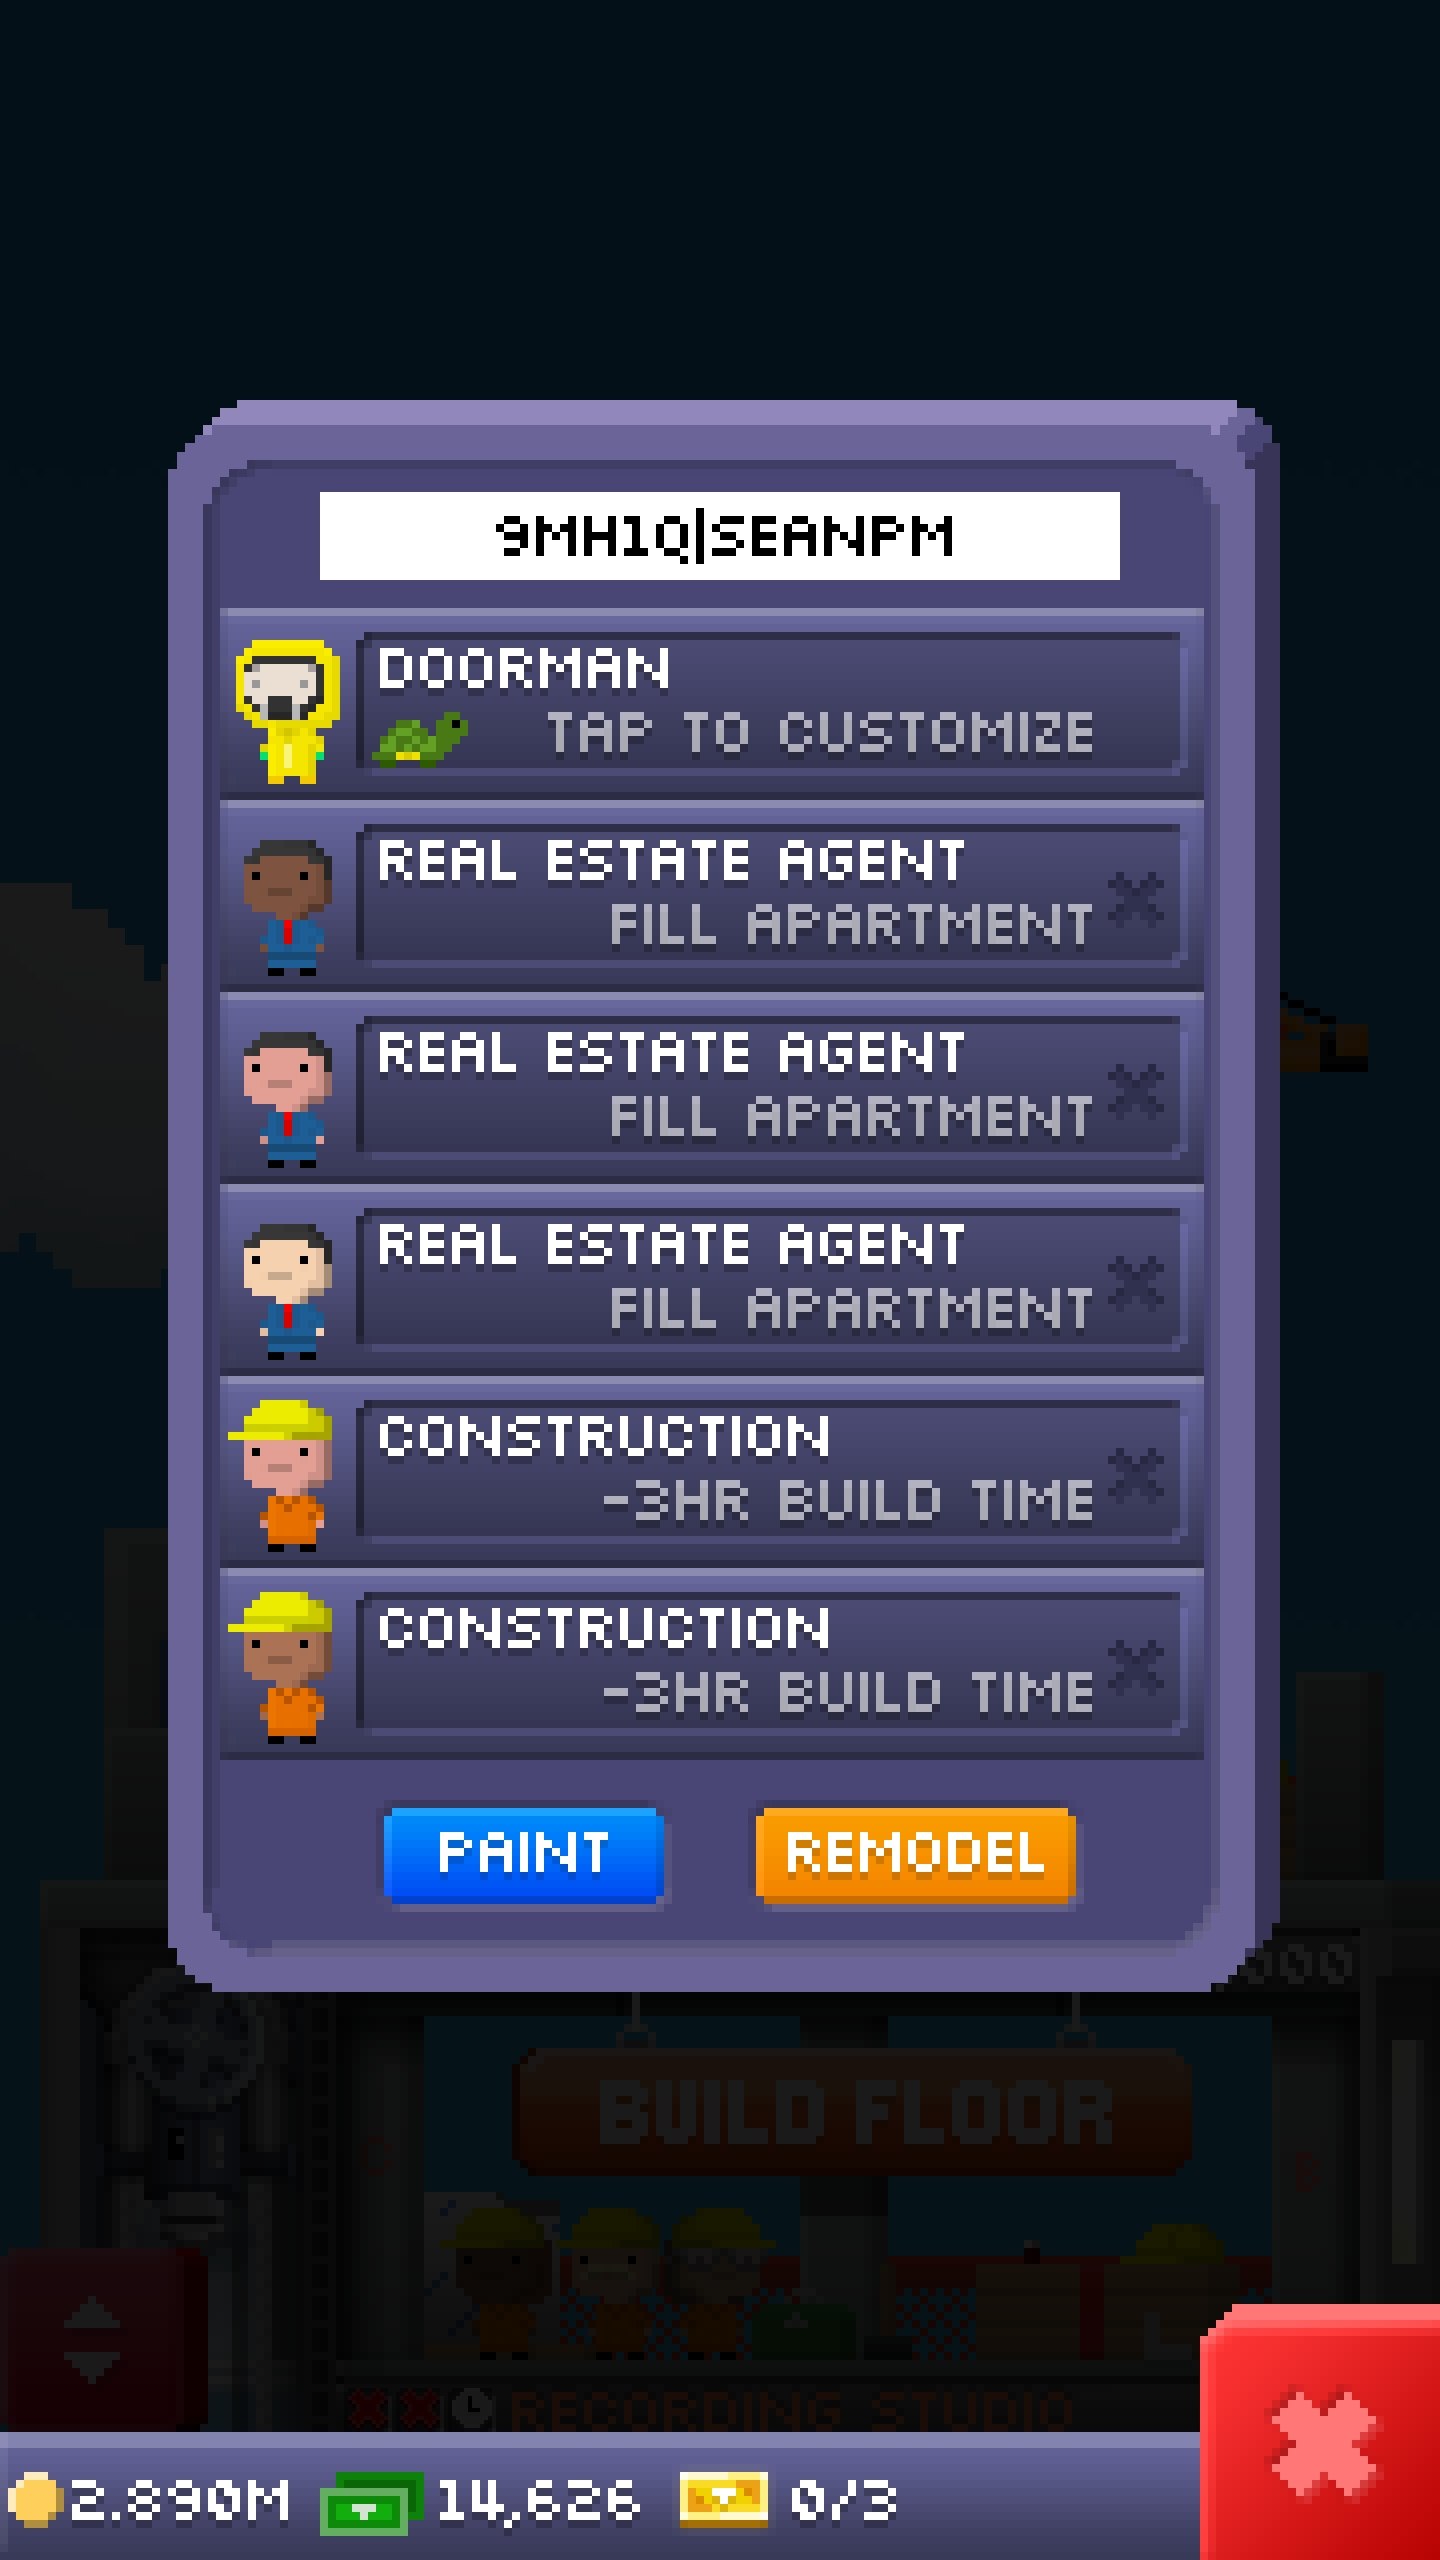 9MH1Q|SEANPM
DOORMAN
TAP TO CUSTOMIZE
REAL ESTATE AGENT
FILL APARTMENT
REAL ESTATE AGENT
FILL APARTMENT
REAL ESTATE AGENT
FILL APARTMENT
CONSTRUCTION
-3HR BUILD TIME
CONSTRUCTION
-3HR BUILD TIME
PAINT REMODEL
000
BUILD FLOOR
RECORDING STUDIO
2.890M 14,626 0/3